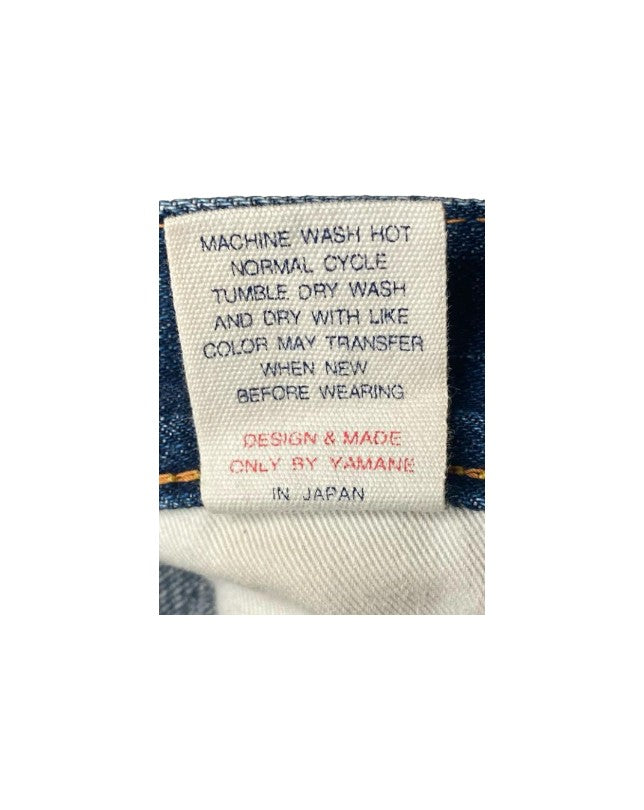 MACHINE WASH HOT
NORMAL CYCLE
TUMBLE DRY WASH
AND DRY WITH LIKE
COLOR MAY TRANSFER
WHEN NEW
BEFORE WEARING
DESIGN & MADE
ONLY BY YAMANE
IN JAPAN